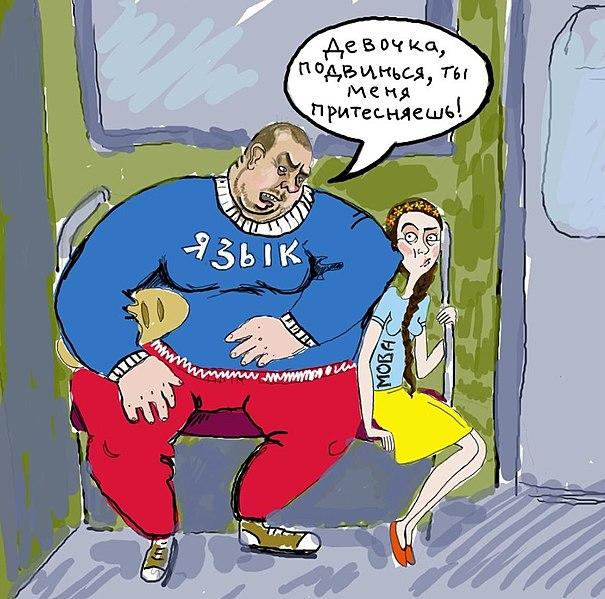 Девочка,
подвинься, ты
меня
притесняешь!
язык
мова